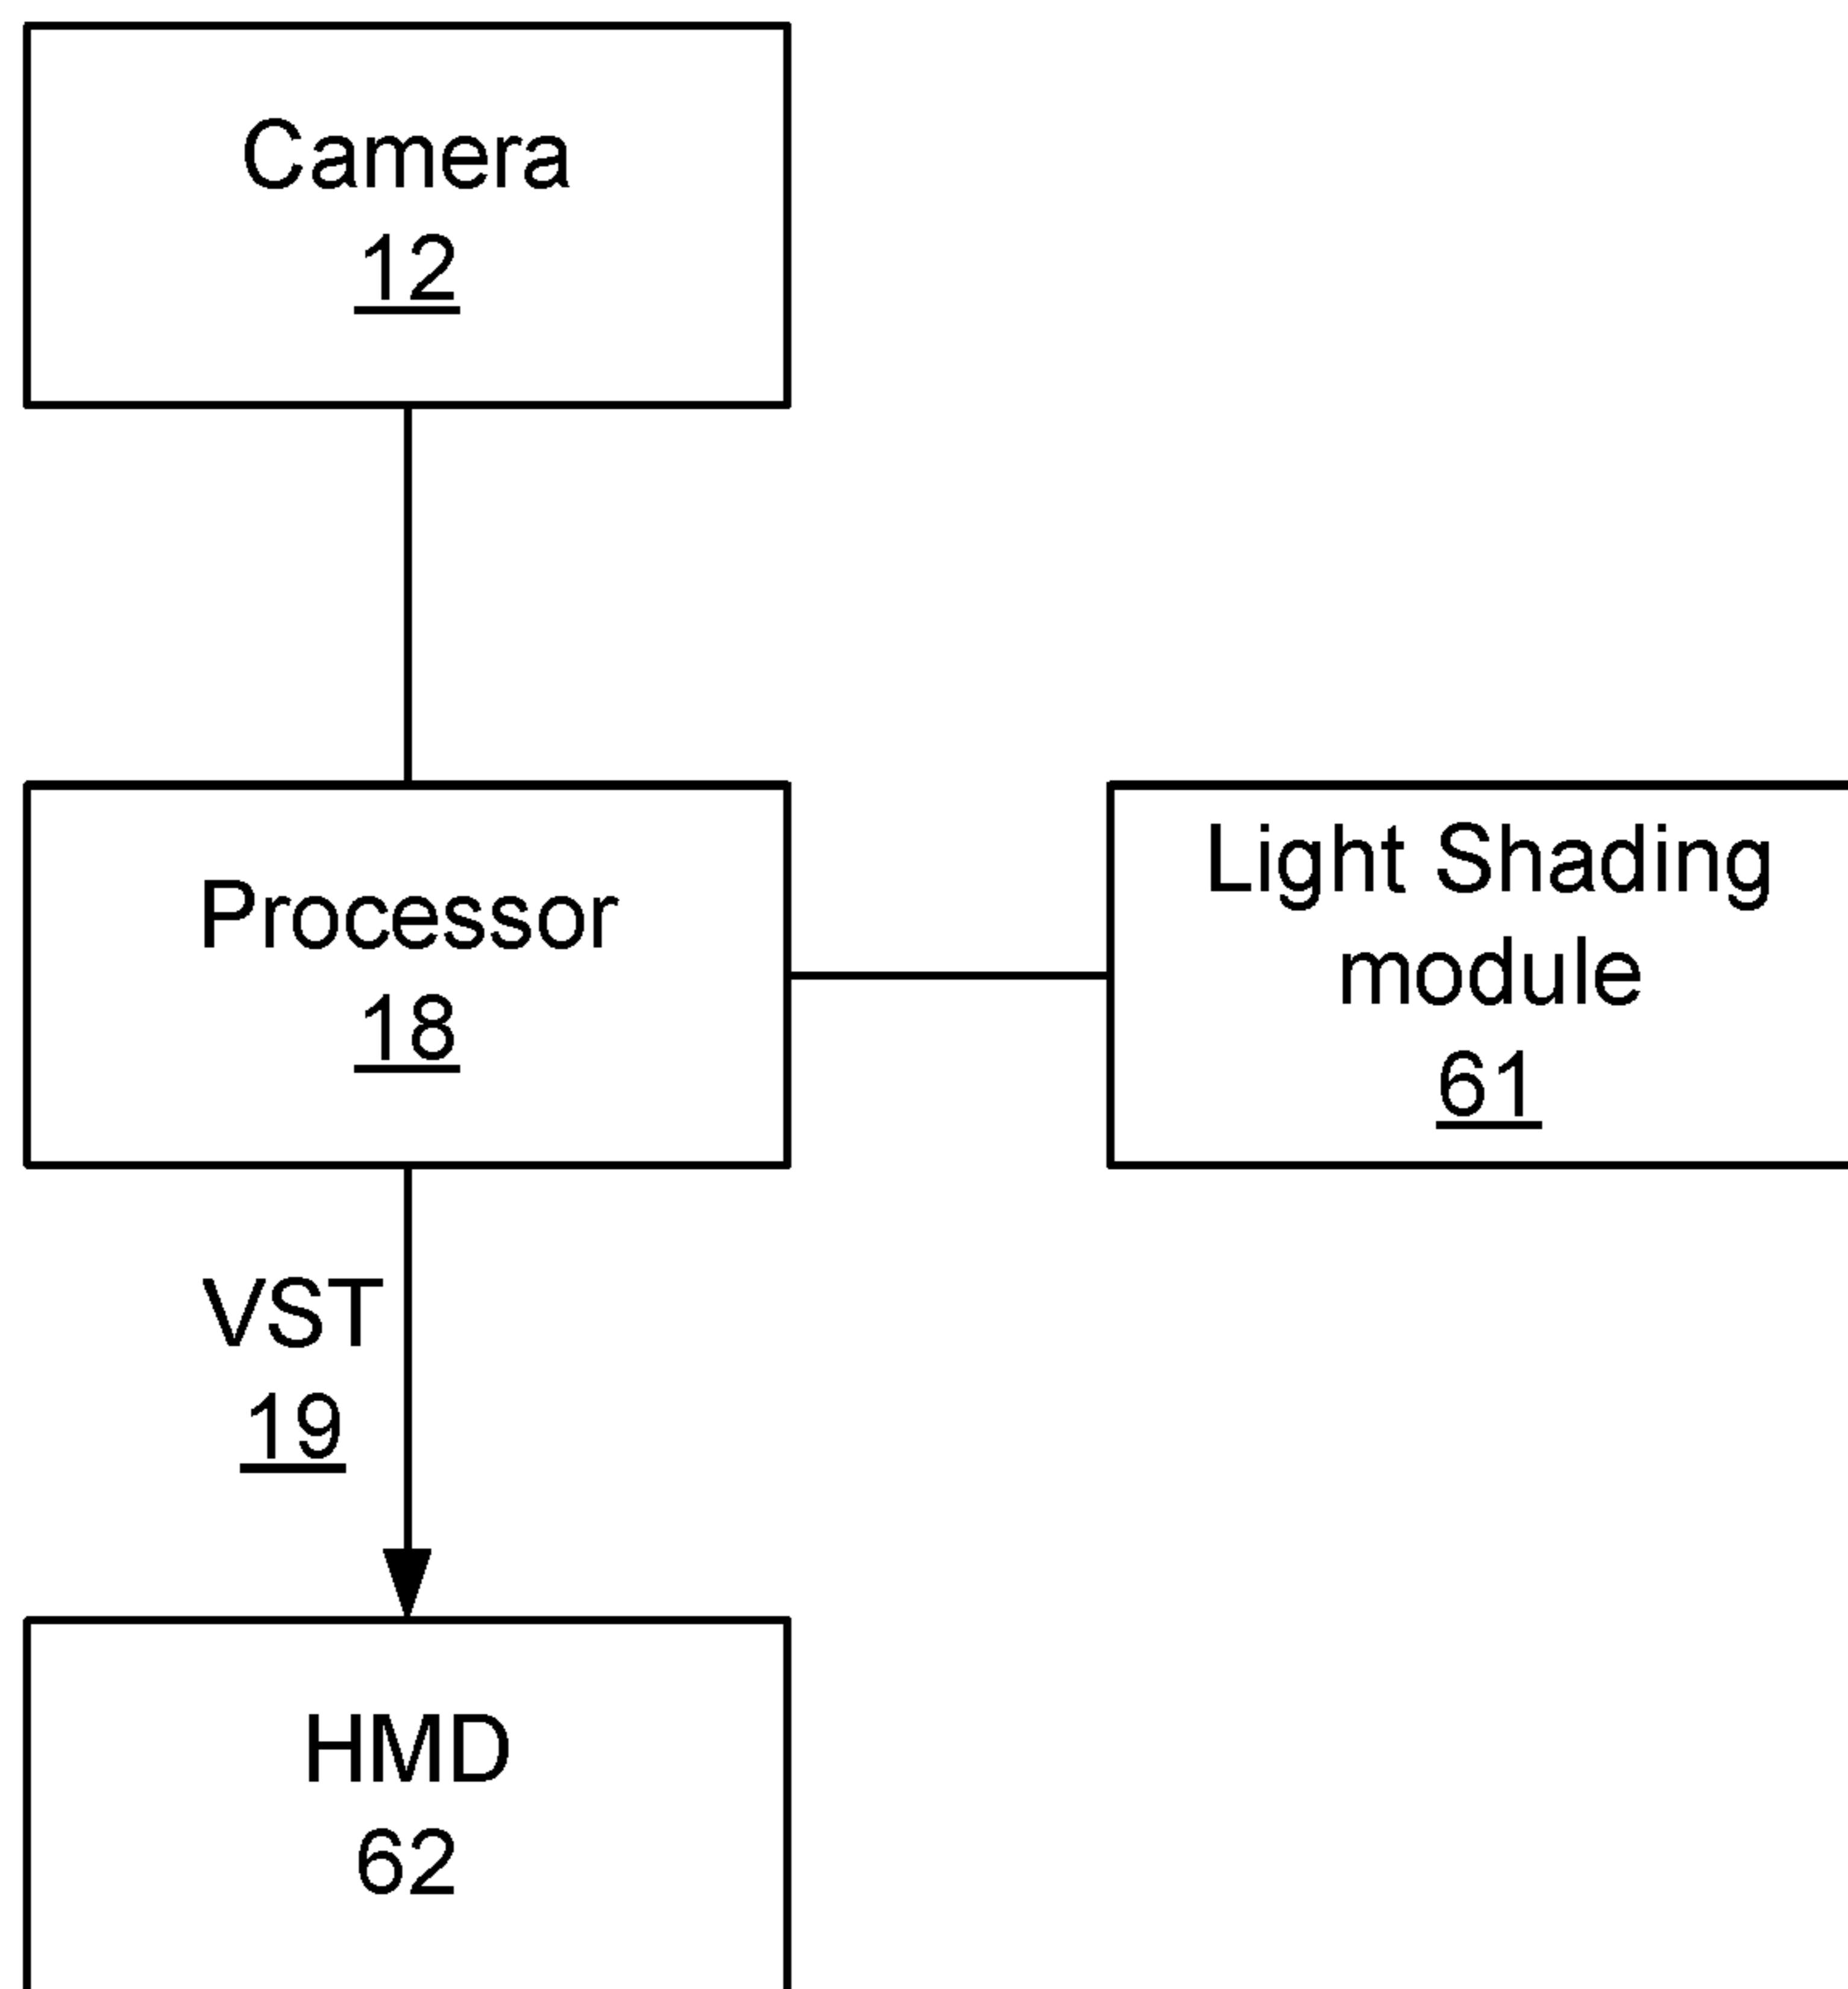 Camera
12
Processor
18
Light Shading
module
61
VST
19
HMD
62